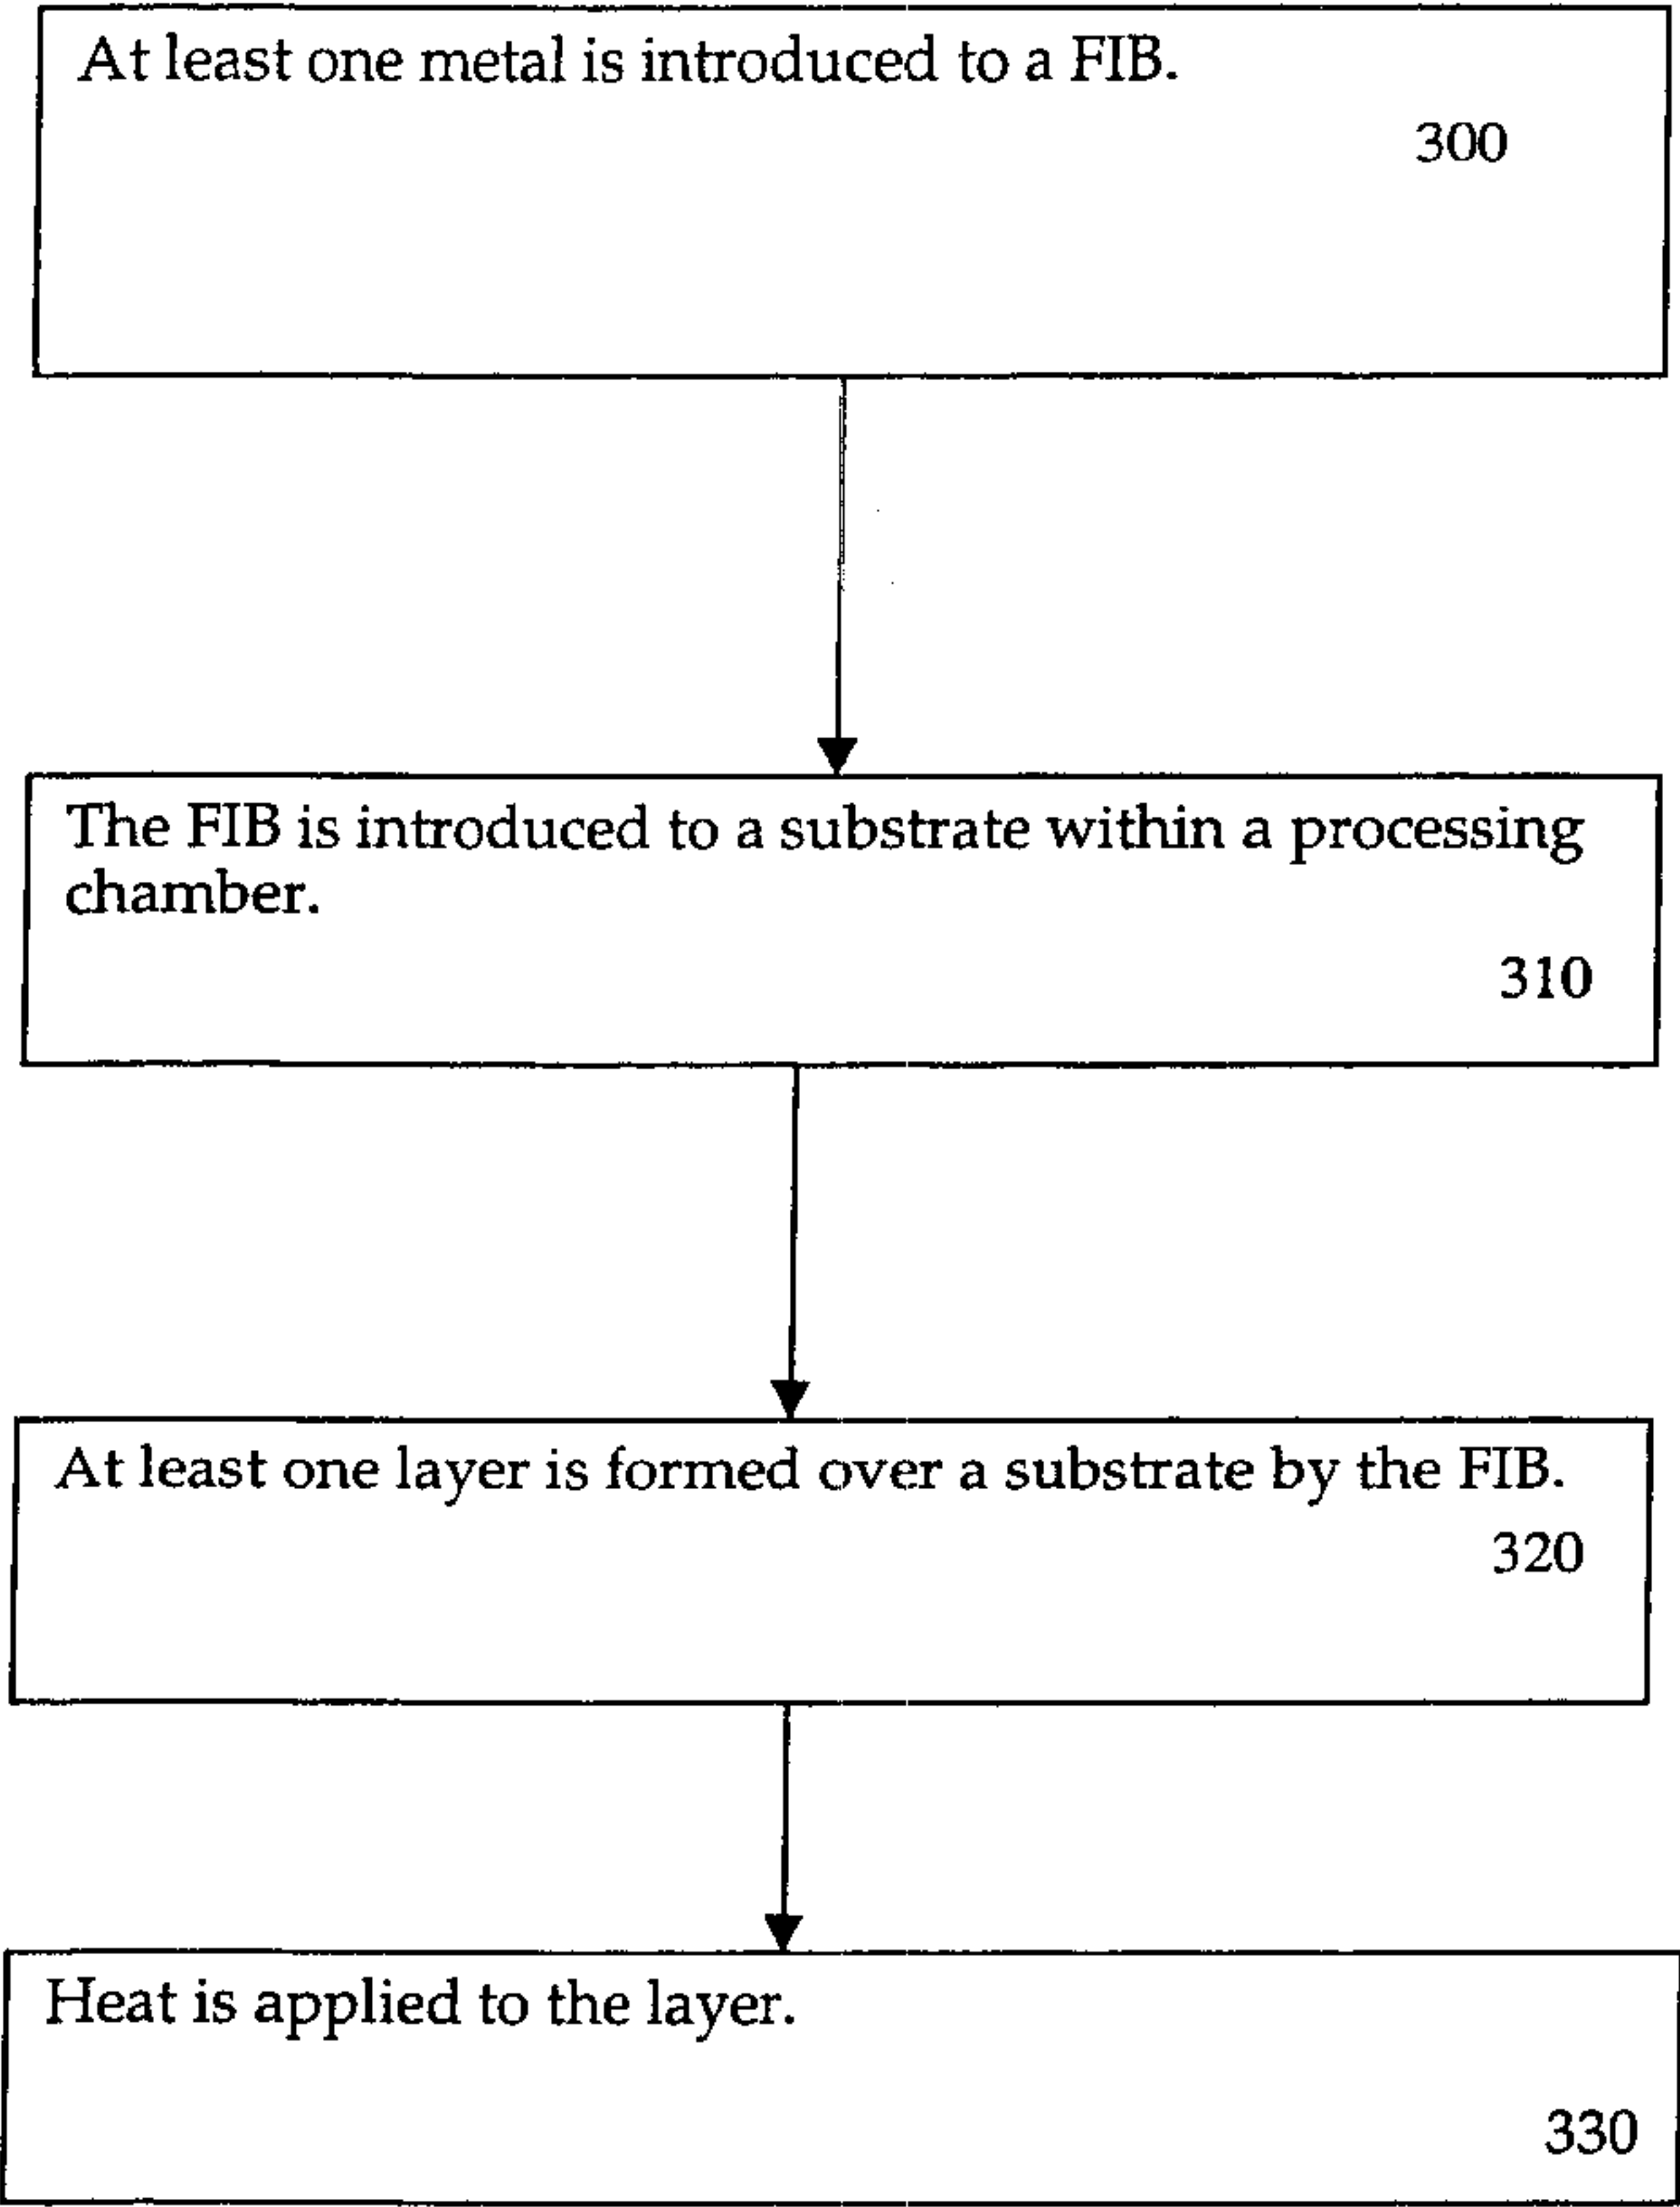 At least one metal is introduced to a FIB.
300
The FIB is introduced to a substrate within a processing
chamber.
310
At least one layer is formed over a substrate by the FIB.
320
Heat is applied to the layer.
330